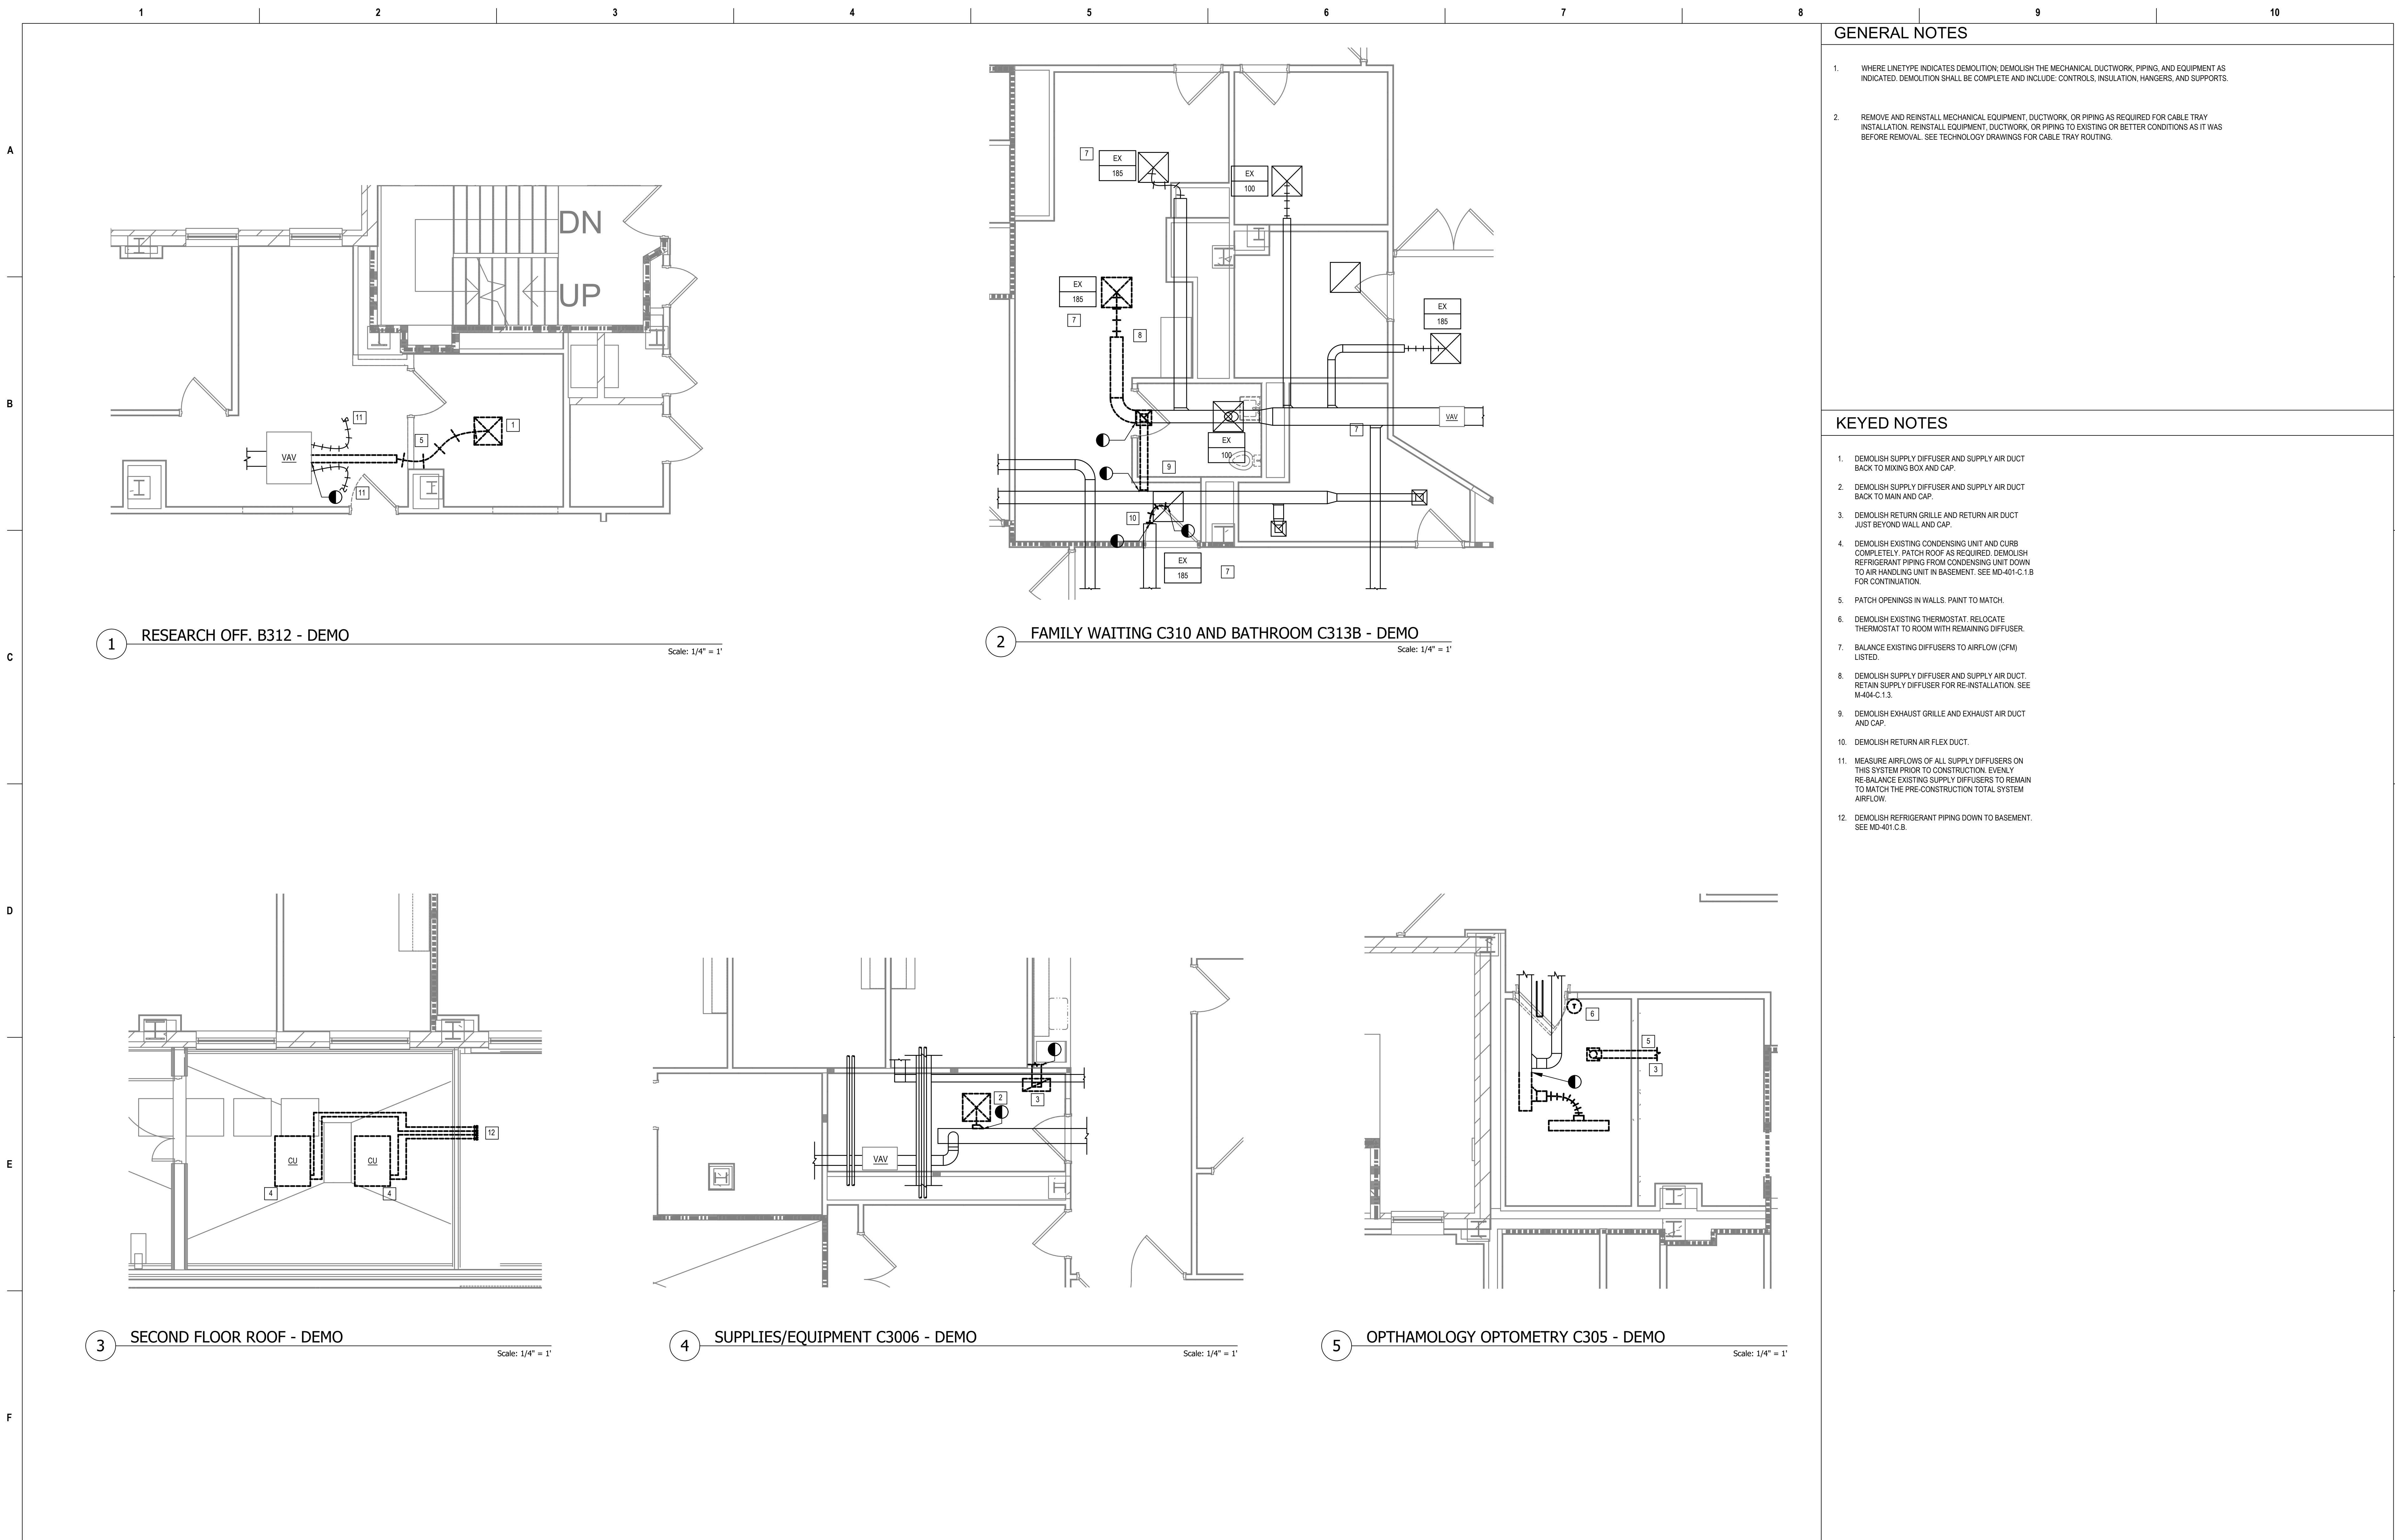 1 2 3 4 5 6 7 8 9 10
A
B
C
D
E
F
DN
UP
VAV
11
11
5
1
1
RESEARCH OFF. B312 - DEMO
Scale: 1/4" = 1'
7
EX
185
EX
100
EX
185
7
8
EX
185
VAV
7
EX
100
9
10
EX
185
7
2
FAMILY WAITING C310 AND BATHROOM C313B - DEMO
Scale: 1/4" = 1'
CU
CU
4
4
12
3
SECOND FLOOR ROOF - DEMO
Scale: 1/4" = 1'
2
3
VAV
4
SUPPLIES/EQUIPMENT C3006 - DEMO
Scale: 1/4" = 1'
T
6
5
3
5
OPTHAMOLOGY OPTOMETRY C305 - DEMO
Scale: 1/4" = 1'
GENERAL NOTES
1. WHERE LINETYPE INDICATES DEMOLITION; DEMOLISH THE MECHANICAL DUCTWORK, PIPING, AND EQUIPMENT AS
INDICATED. DEMOLITION SHALL BE COMPLETE AND INCLUDE: CONTROLS, INSULATION, HANGERS, AND SUPPORTS.
2. REMOVE AND REINSTALL MECHANICAL EQUIPMENT, DUCTWORK, OR PIPING AS REQUIRED FOR CABLE TRAY
INSTALLATION. REINSTALL EQUIPMENT, DUCTWORK, OR PIPING TO EXISTING OR BETTER CONDITIONS AS IT WAS
BEFORE REMOVAL. SEE TECHNOLOGY DRAWINGS FOR CABLE TRAY ROUTING.
KEYED NOTES
1. DEMOLISH SUPPLY DIFFUSER AND SUPPLY AIR DUCT
BACK TO MIXING BOX AND CAP.
2. DEMOLISH SUPPLY DIFFUSER AND SUPPLY AIR DUCT
BACK TO MAIN AND CAP.
3. DEMOLISH RETURN GRILLE AND RETURN AIR DUCT
JUST BEYOND WALL AND CAP.
4. DEMOLISH EXISTING CONDENSING UNIT AND CURB
COMPLETELY. PATCH ROOF AS REQUIRED. DEMOLISH
REFRIGERANT PIPING FROM CONDENSING UNIT DOWN
TO AIR HANDLING UNIT IN BASEMENT. SEE MD-401-C.1.B
FOR CONTINUATION.
5. PATCH OPENINGS IN WALLS. PAINT TO MATCH.
6. DEMOLISH EXISTING THERMOSTAT. RELOCATE
THERMOSTAT TO ROOM WITH REMAINING DIFFUSER.
7. BALANCE EXISTING DIFFUSERS TO AIRFLOW (CFM)
LISTED.
8. DEMOLISH SUPPLY DIFFUSER AND SUPPLY AIR DUCT.
RETAIN SUPPLY DIFFUSER FOR RE-INSTALLATION. SEE
M-404-C.1.3.
9. DEMOLISH EXHAUST GRILLE AND EXHAUST AIR DUCT
AND CAP.
10. DEMOLISH RETURN AIR FLEX DUCT.
11. MEASURE AIRFLOWS OF ALL SUPPLY DIFFUSERS ON
THIS SYSTEM PRIOR TO CONSTRUCTION. EVENLY
RE-BALANCE EXISTING SUPPLY DIFFUSERS TO REMAIN
TO MATCH THE PRE-CONSTRUCTION TOTAL SYSTEM
AIRFLOW.
12. DEMOLISH REFRIGERANT PIPING DOWN TO BASEMENT.
SEE MD-401.C.B.